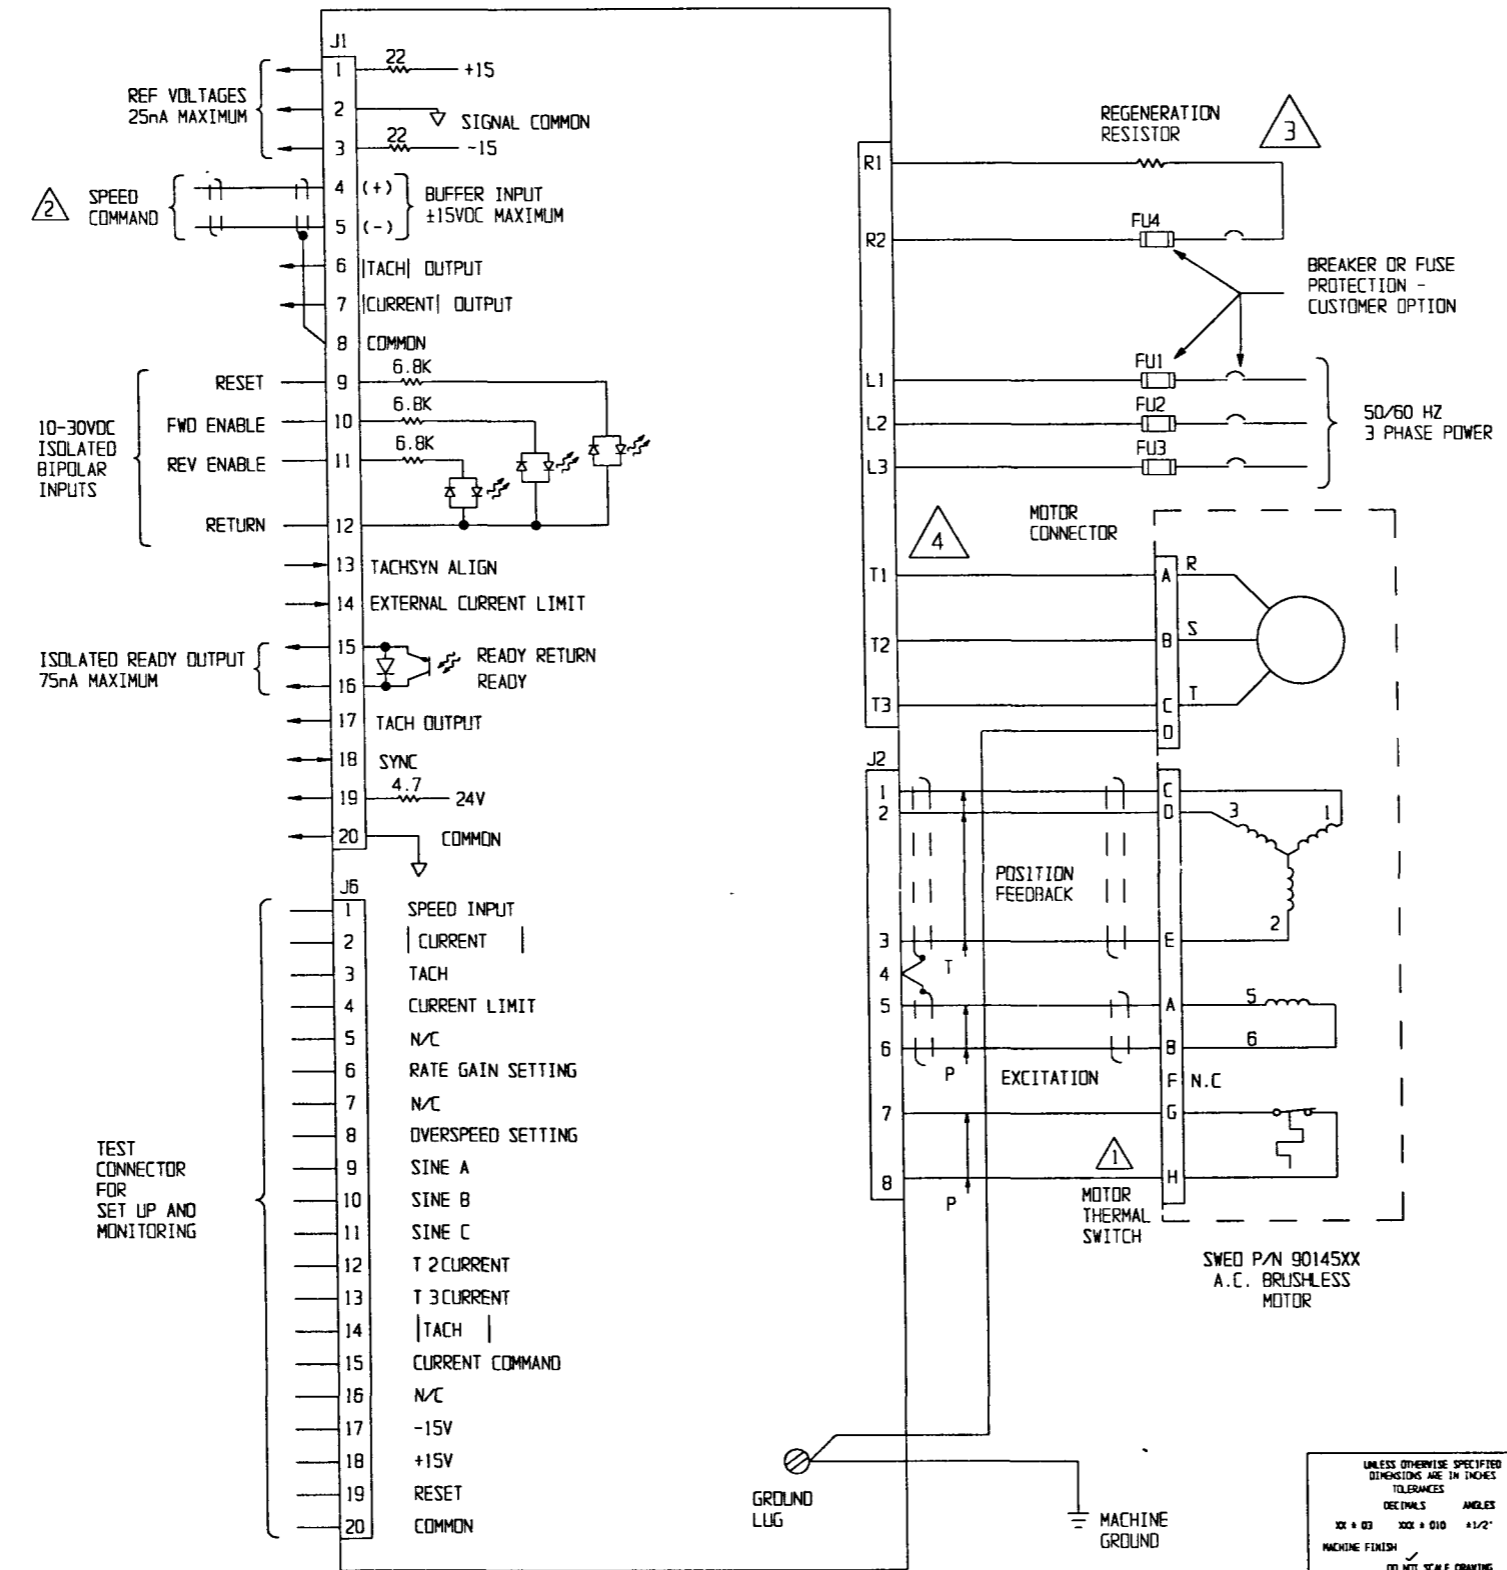 J1
1 22 +15
REF VOLTAGES
25mA MAXIMUM
2 SIGNAL COMMON
3 22 -15
2 SPEED
COMMAND
4 (+)
5 (-)
BUFFER INPUT
±15VDC MAXIMUM
6 |TACH| OUTPUT
7 |CURRENT| OUTPUT
8 COMMON
10-30VDC
ISOLATED
BIPOLAR
INPUTS
RESET 9 6.8K
FWD ENABLE 10 6.8K
REV ENABLE 11 6.8K
RETURN 12
13 TACHSYN ALIGN
14 EXTERNAL CURRENT LIMIT
ISOLATED READY OUTPUT
75mA MAXIMUM
15 READY RETURN
16 READY
17 TACH OUTPUT
18 SYNC
19 4.7 24V
20 COMMON
J6
1 SPEED INPUT
2 | CURRENT |
3 TACH
4 CURRENT LIMIT
5 N/C
6 RATE GAIN SETTING
7 N/C
8 OVERSPEED SETTING
9 SINE A
10 SINE B
11 SINE C
12 T 2 CURRENT
13 T 3 CURRENT
14 |TACH |
15 CURRENT COMMAND
16 N/C
17 -15V
18 +15V
19 RESET
20 COMMON
TEST
CONNECTOR
FOR
SET UP AND
MONITORING
REGENERATION
RESISTOR
3
R1
R2 FU4
BREAKER OR FUSE
PROTECTION -
CUSTOMER OPTION
L1 FU1
L2 FU2
L3 FU3
50/60 HZ
3 PHASE POWER
4
MOTOR
CONNECTOR
T1 A R
T2 B S
T3 C T
D
J2
1 C
2 D 3 1
POSITION
FEEDBACK
2
3 E
4 T
5 A 5
6 B 6
P EXCITATION F N.C
7 G
1
8 H
P
MOTOR
THERMAL
SWITCH
SWEO P/N 90145XX
A.C. BRUSHLESS
MOTOR
GROUND
LUG
MACHINE
GROUND
UNLESS OTHERWISE SPECIFIED
DIMENSIONS ARE IN INCHES
TOLERANCES
DECIMALS ANGLES
XX ± 03 XXX ± 010 ±1/2°
MACHINE FINISH
DO NOT SCALE DRAWING